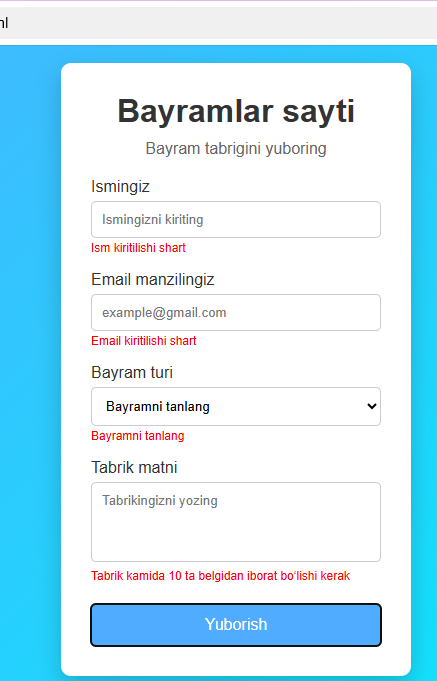 nl
Bayramlar sayti
Bayram tabrigini yuboring
Ismingiz
Ismingizni kiriting
Ism kiritilishi shart
Email manzilingiz
example@gmail.com
Email kiritilishi shart
Bayram turi
Bayramni tanlang
Bayramni tanlang
Tabrik matni
Tabrikingizni yozing
Tabrik kamida 10 ta belgidan iborat bo‘lishi kerak
Yuborish